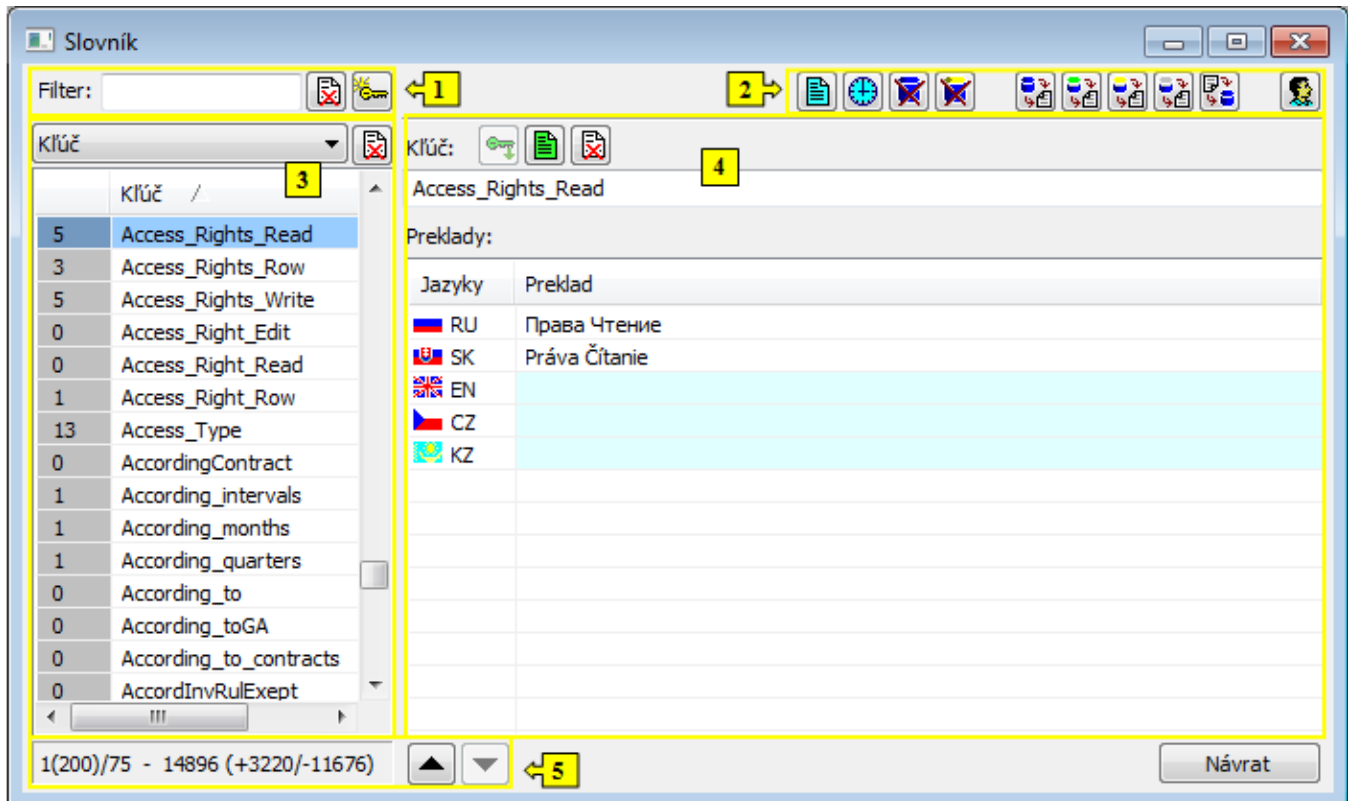 Slovník
Filter:
1
2
Kľúč
3
Kľúč /
5 Access_Rights_Read
3 Access_Rights_Row
5 Access_Rights_Write
0 Access_Right_Edit
0 Access_Right_Read
1 Access_Right_Row
13 Access_Type
0 AccordingContract
1 According_intervals
1 According_months
1 According_quarters
0 According_to
0 According_toGA
0 According_to_contracts
0 AccordInvRulExept
Kľúč:
4
Access_Rights_Read
Preklady:
Jazyky Preklad
RU Права Чтение
SK Práva Čítanie
EN
CZ
KZ
1(200)/75 - 14896 (+3220/-11676)
5
Návrat